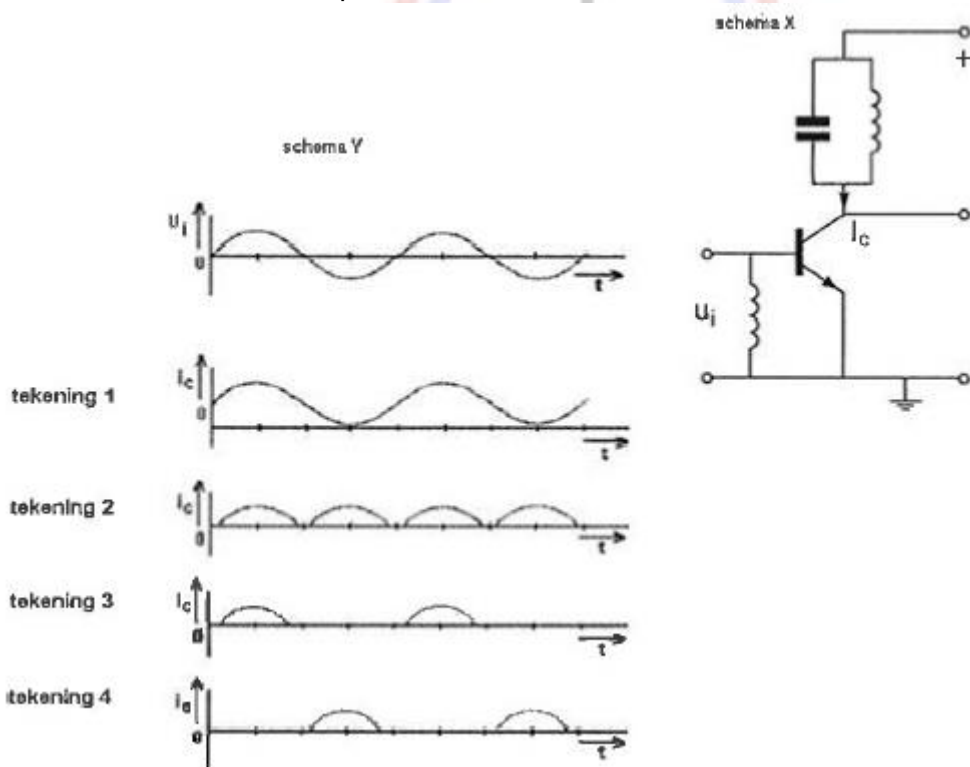 schema X
+
schema Y
I_c
u_i
U_i
0
t
tekening 1
i_c
0
t
tekening 2
i_c
0
t
tekening 3
I_c
0
t
tekening 4
0
t